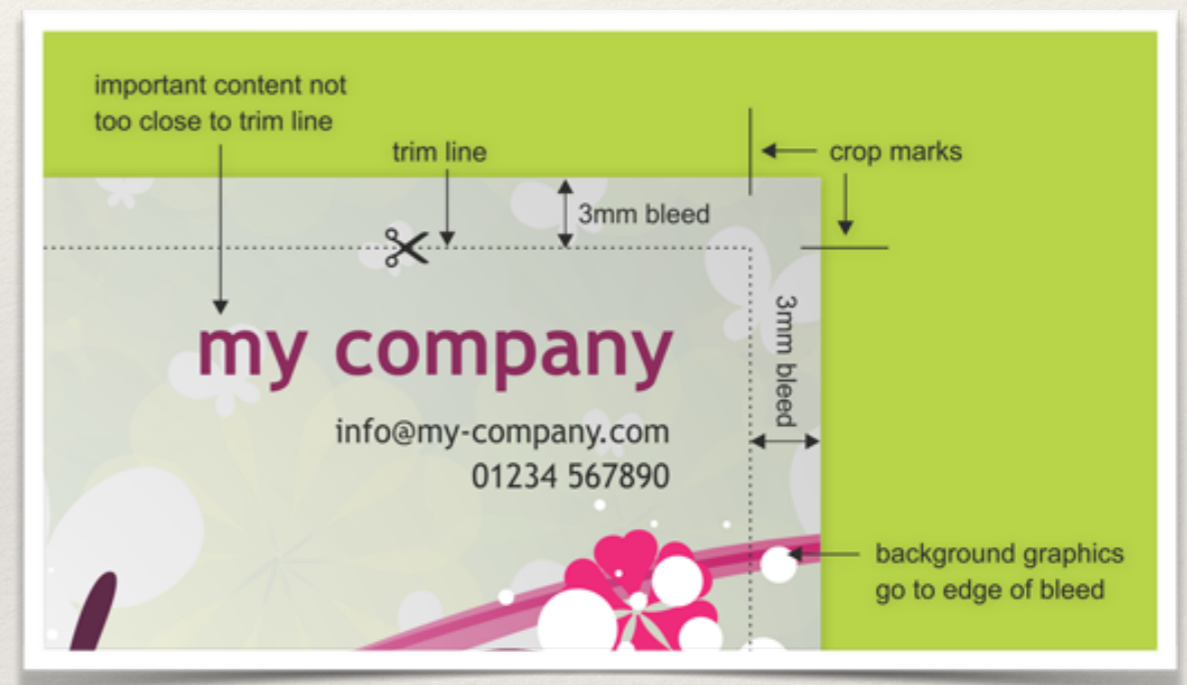 important content not
too close to trim line
trim line
crop marks
3mm bleed
3mm bleed
my company
info@my-company.com
01234 567890
background graphics
go to edge of bleed